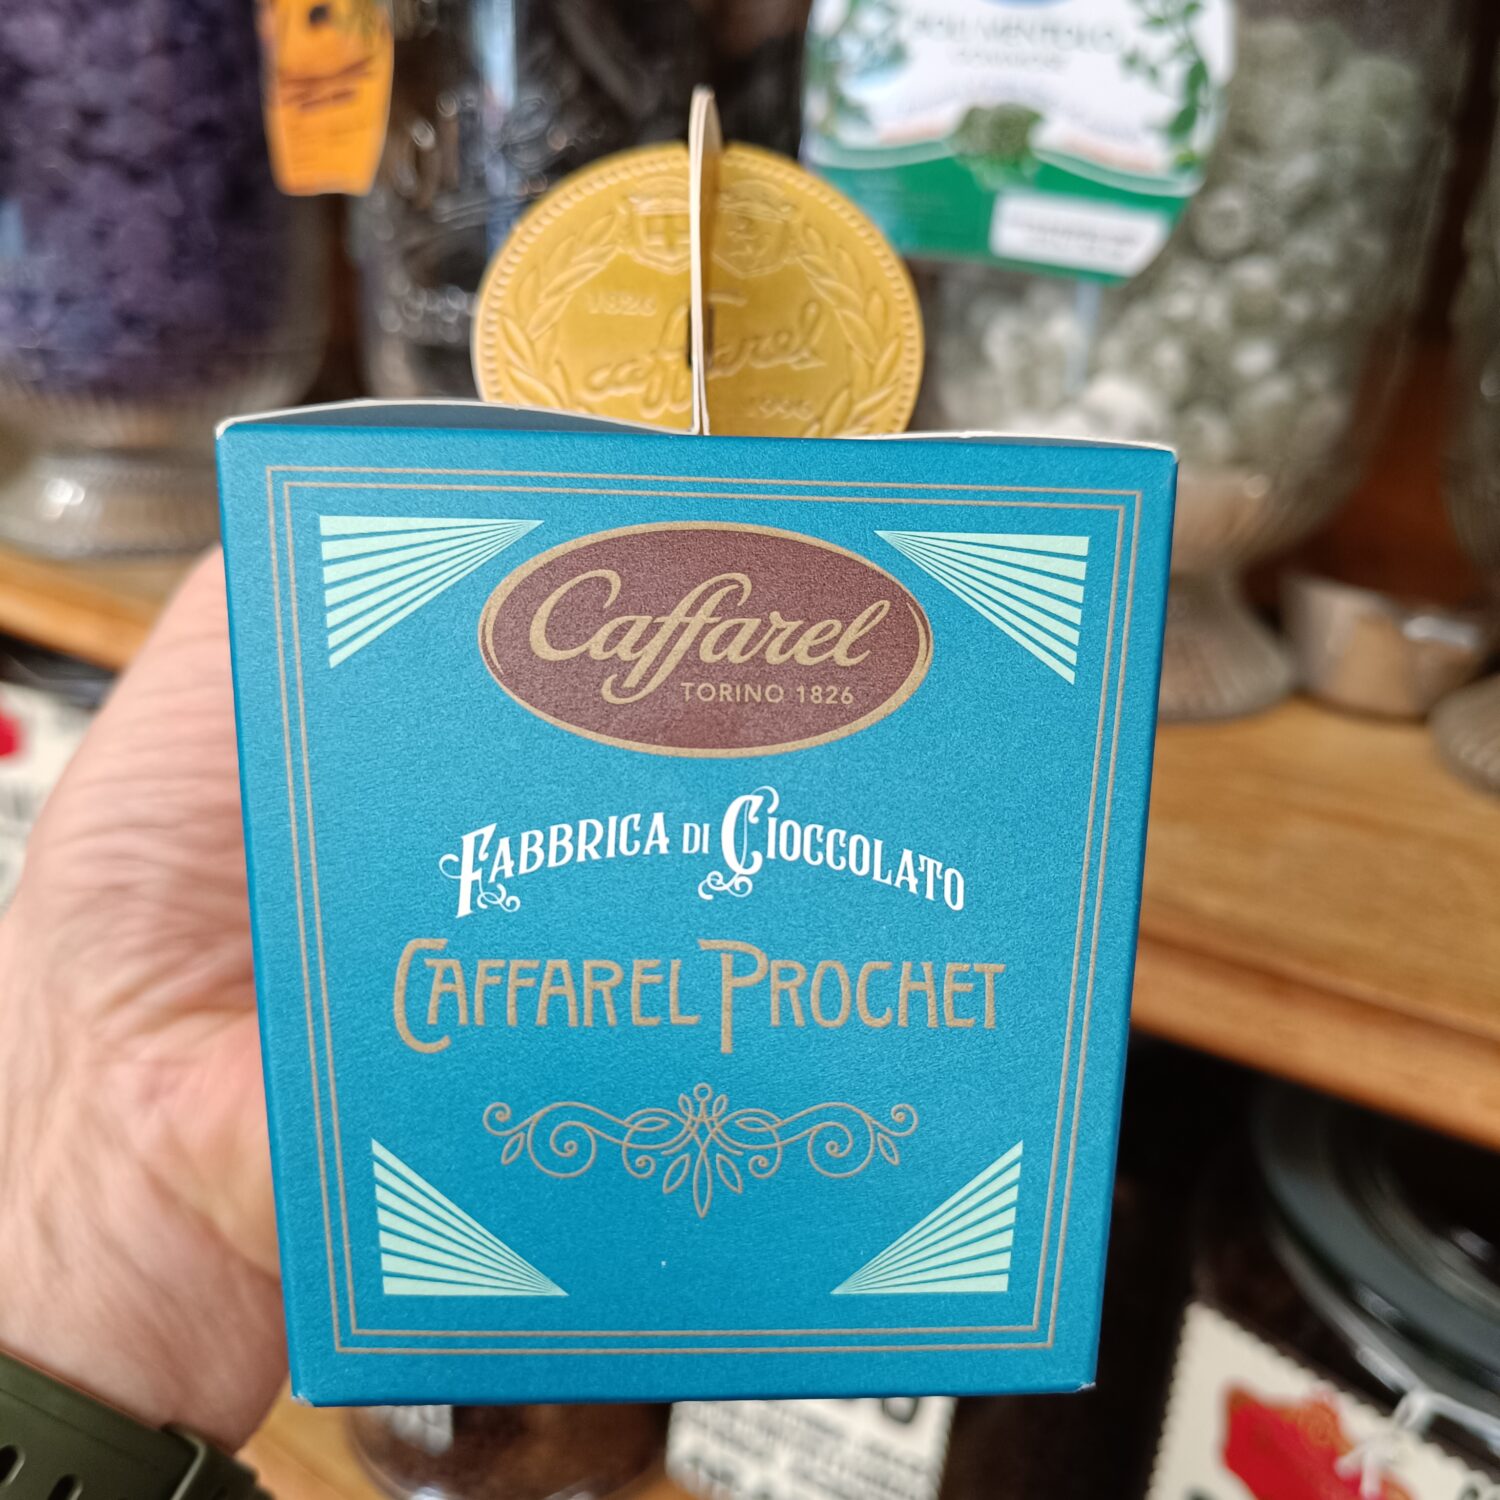 1826
caffarel
Caffarel
TORINO 1826
FABBRICA DI CIOCCOLATO
CAFFAREL PROCHET